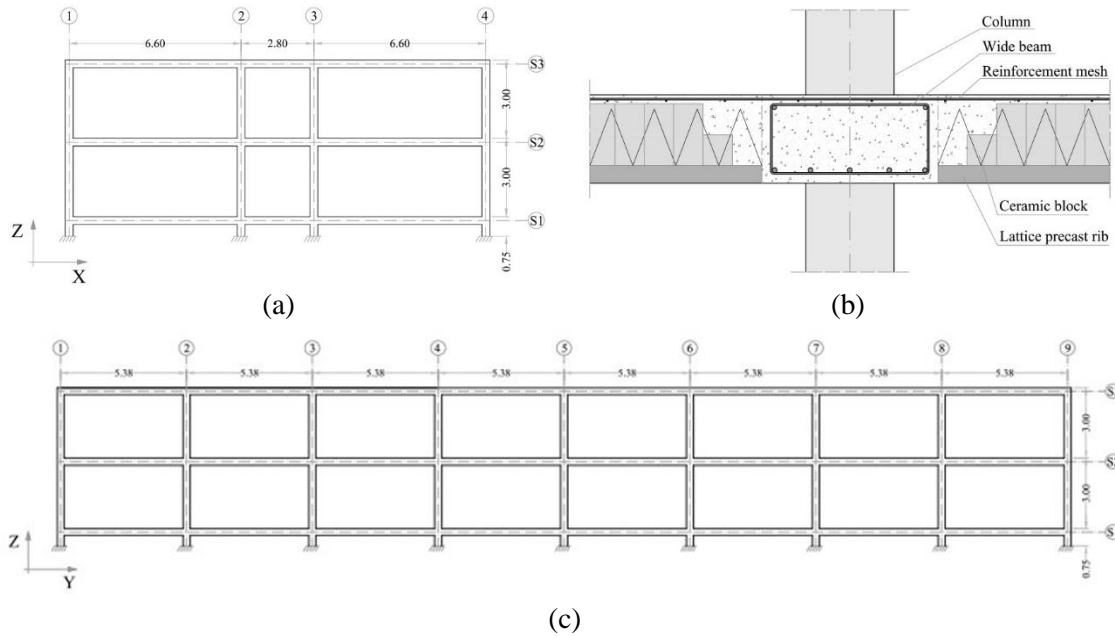 1 2 3 4
6.60 2.80 6.60
S3
3.00
S2
3.00
S1
0.75
Z
X
(a)
Column
Wide beam
Reinforcement mesh
Ceramic block
Lattice precast rib
(b)
1 2 3 4 5 6 7 8 9
5.38 5.38 5.38 5.38 5.38 5.38 5.38 5.38
S
3.00
S
3.00
S
0.75
Z
Y
(c)